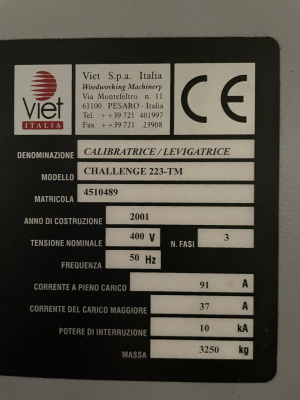 Viet
ITALIA
Viet S.p.a. Italia
Woodworking Machinery
Via Montefeltro n. 11
61100 PESARO - Italia
Tel. ++39 721 401997
Fax ++39 721 23908
CE
DENOMINAZIONE CALIBRATRICE / LEVIGATRICE
MODELLO CHALLENGE 223-TM
MATRICOLA 4510489
ANNO DI COSTRUZIONE 2001
TENSIONE NOMINALE 400 V N. FASI 3
FREQUENZA 50 Hz
CORRENTE A PIENO CARICO 91 A
CORRENTE DEL CARICO MAGGIORE 37 A
POTERE DI INTERRUZIONE 10 kA
MASSA 3250 kg